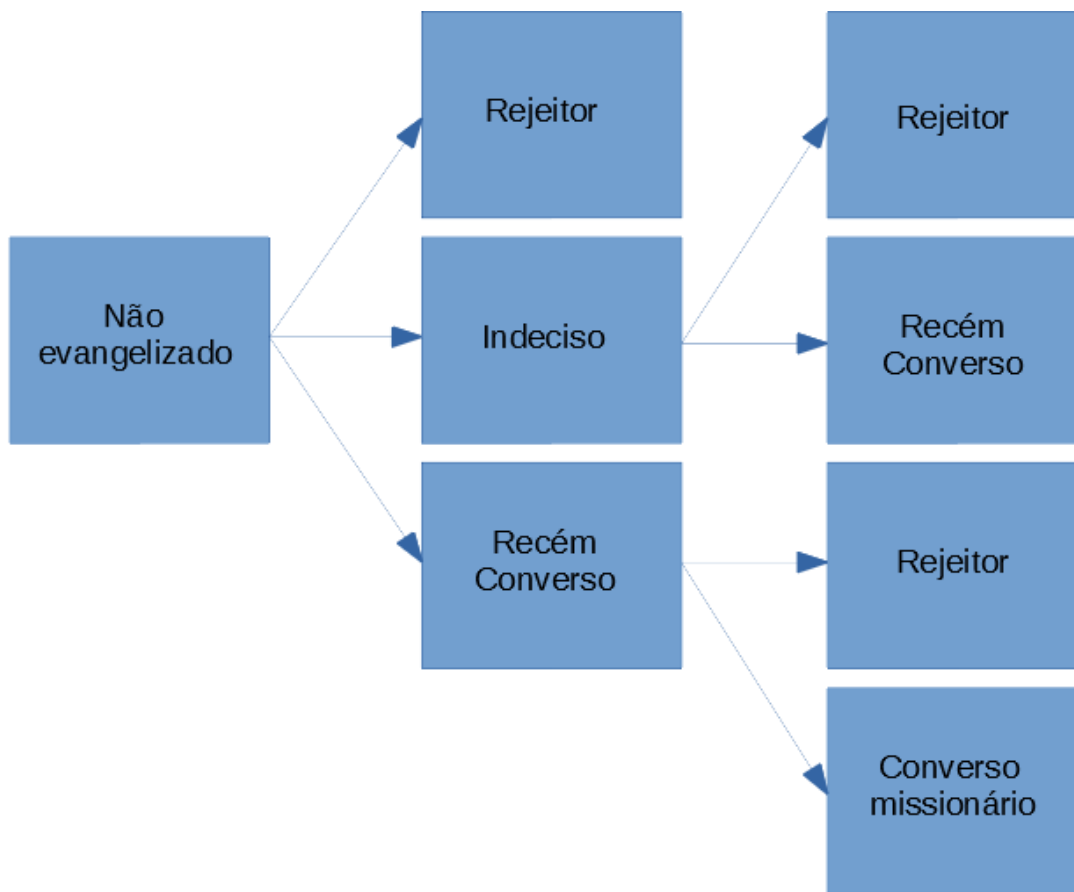 Rejeitor
Rejeitor
Não
evangelizado
Indeciso
Recém
Converso
Recém
Converso
Rejeitor
Converso
missionário